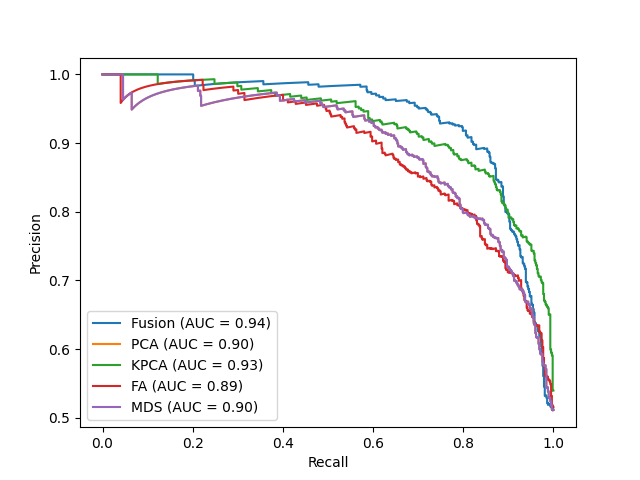 1.0
0.9
0.8
0.7
0.6
0.5
Precision
Fusion (AUC = 0.94)
PCA (AUC = 0.90)
KPCA (AUC = 0.93)
FA (AUC = 0.89)
MDS (AUC = 0.90)
0.0 0.2 0.4 0.6 0.8 1.0
Recall